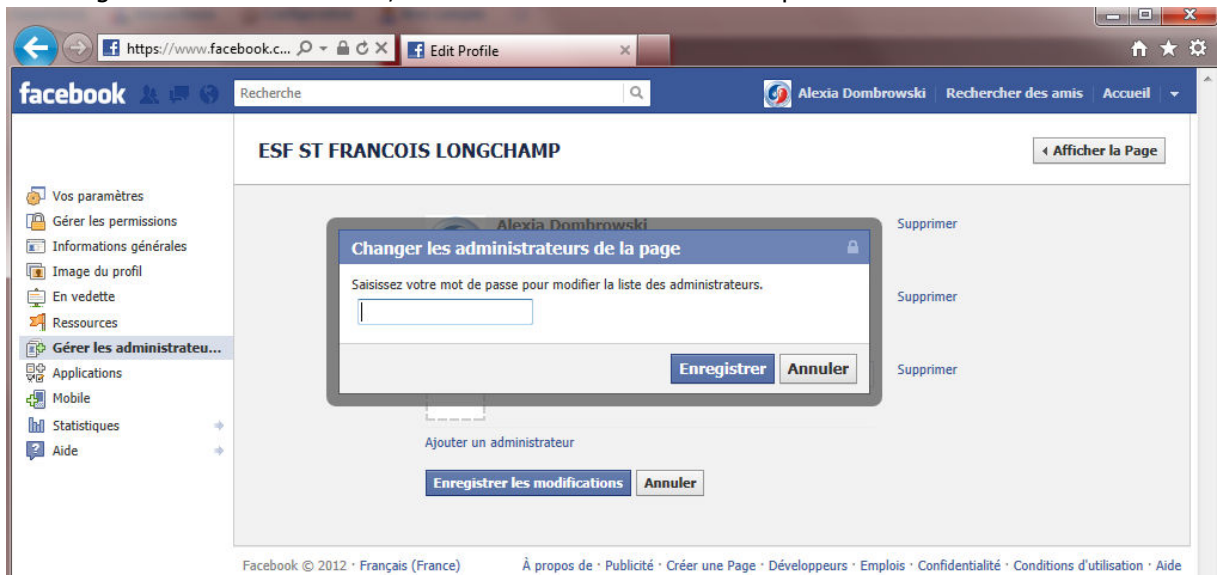 https://www.facebook.c...
Edit Profile
facebook
Recherche
Alexia Dombrowski
Rechercher des amis
Accueil
ESF ST FRANCOIS LONGCHAMP
Afficher la Page
Vos paramètres
Gérer les permissions
Informations générales
Image du profil
En vedette
Ressources
Gérer les administrateu...
Applications
Mobile
Statistiques
Aide
Alexia Dombrowski
Supprimer
Changer les administrateurs de la page
Saisissez votre mot de passe pour modifier la liste des administrateurs.
Supprimer
Enregistrer Annuler
Supprimer
Ajouter un administrateur
Enregistrer les modifications Annuler
Facebook © 2012 · Français (France)
À propos de · Publicité · Créer une Page · Développeurs · Emplois · Confidentialité · Conditions d'utilisation · Aide